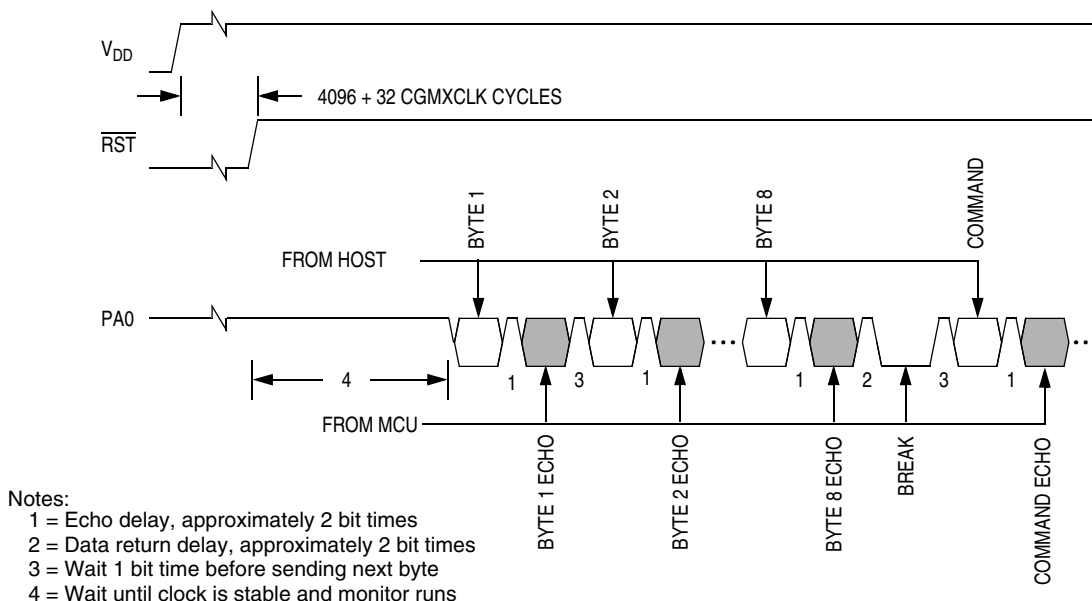 VDD
4096 + 32 CGMXCLK CYCLES
RST
BYTE 1
BYTE 2
BYTE 8
COMMAND
FROM HOST
PA0
...
...
1
3
1
1
2
3
1
4
FROM MCU
BYTE 1 ECHO
BYTE 2 ECHO
BYTE 8 ECHO
BREAK
COMMAND ECHO
Notes:
1 = Echo delay, approximately 2 bit times
2 = Data return delay, approximately 2 bit times
3 = Wait 1 bit time before sending next byte
4 = Wait until clock is stable and monitor runs